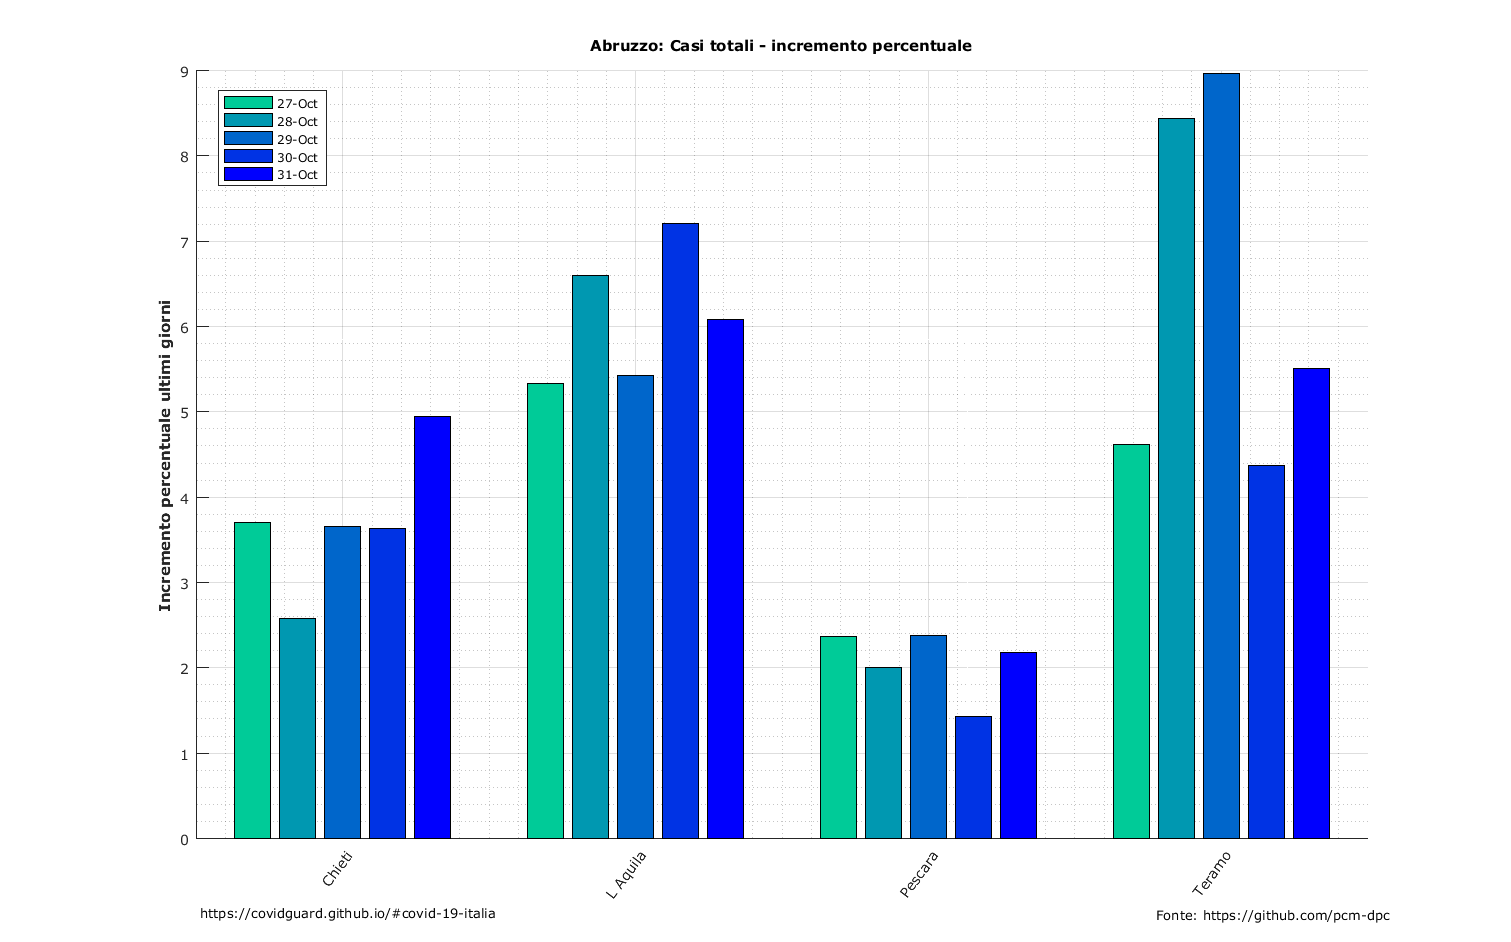 Abruzzo: Casi totali - incremento percentuale
27-Oct
28-Oct
29-Oct
30-Oct
31-Oct
Incremento percentuale ultimi giorni
9
8
7
6
5
4
3
2
1
0
Chieti
L Aquila
Pescara
Teramo
https://covidguard.github.io/#covid-19-italia
Fonte: https://github.com/pcm-dpc